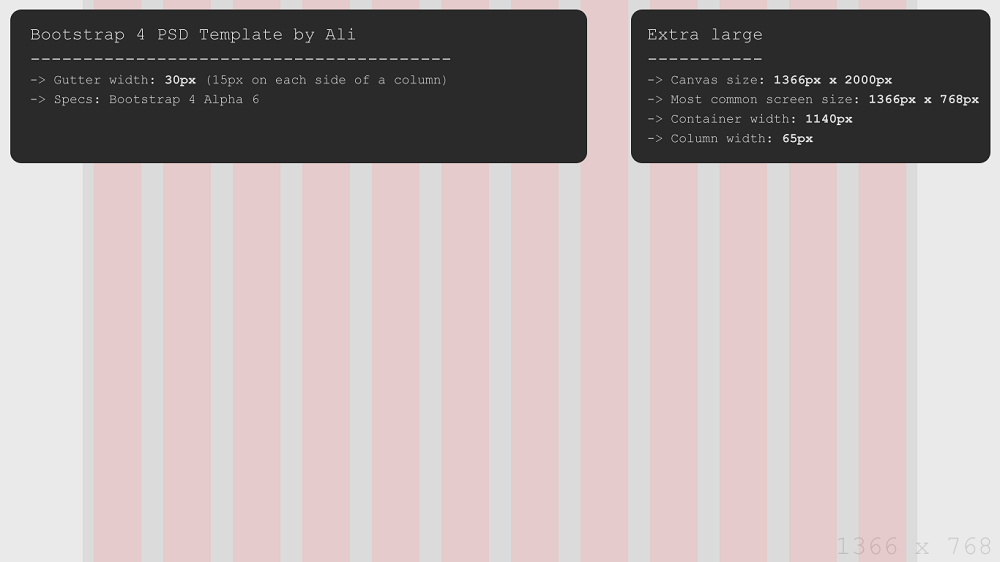 Bootstrap 4 PSD Template by Ali
----------------------------------------
-> Gutter width: 30px (15px on each side of a column)
-> Specs: Bootstrap 4 Alpha 6
Extra large
-----------
-> Canvas size: 1366px x 2000px
-> Most common screen size: 1366px x 768px
-> Container width: 1140px
-> Column width: 65px
1366 x 768